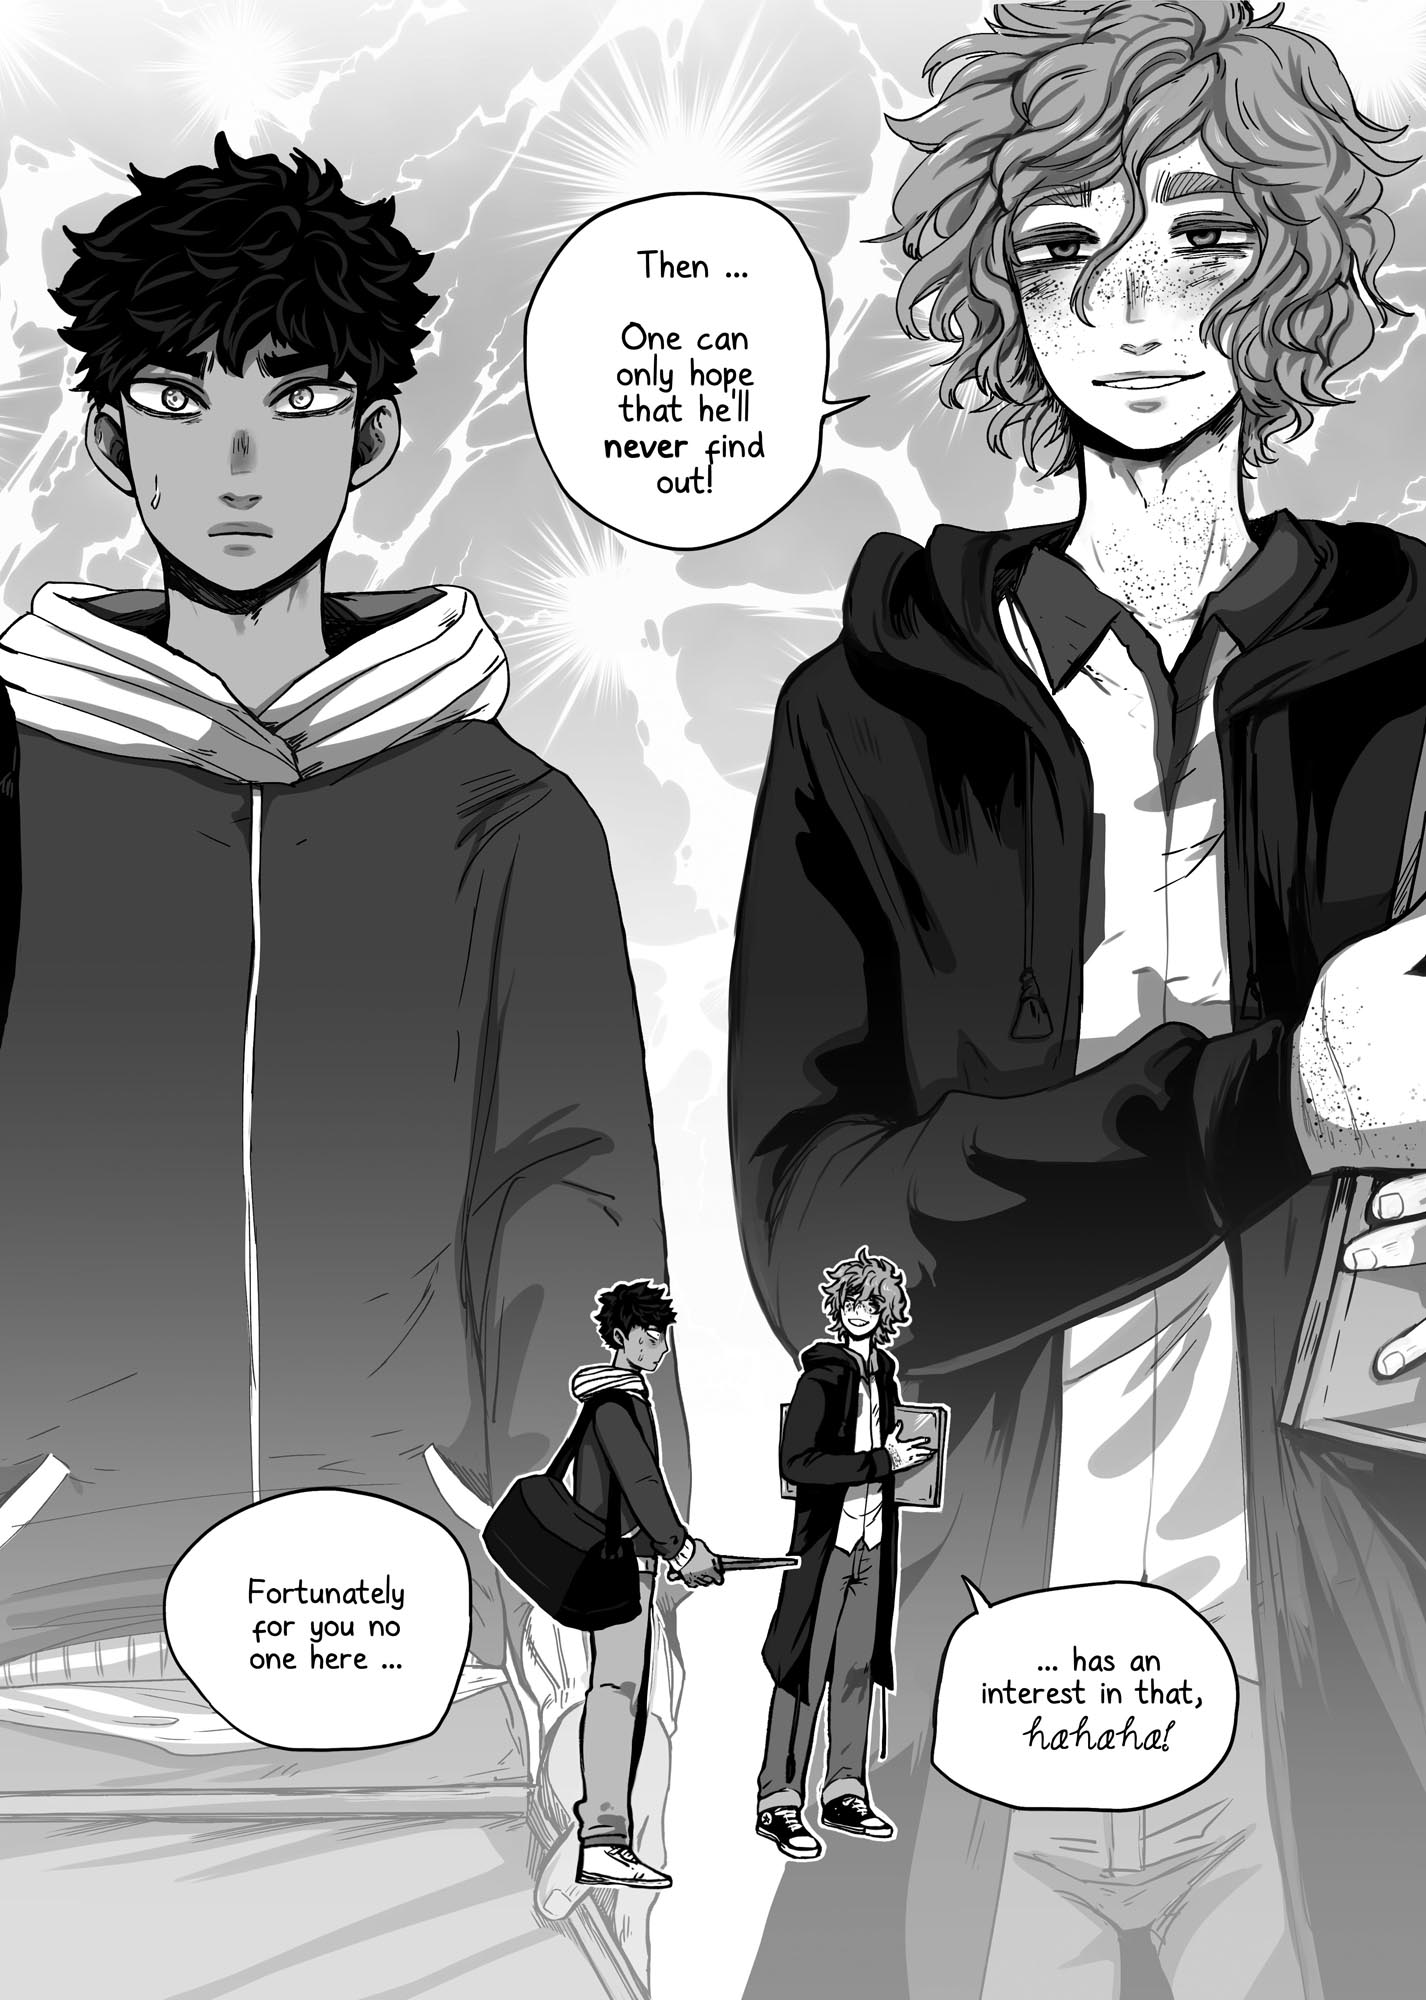 Then ...
One can
only hope
that he'll
never find
out!
Fortunately
for you no
one here ...
... has an
interest in that,
hahaha!